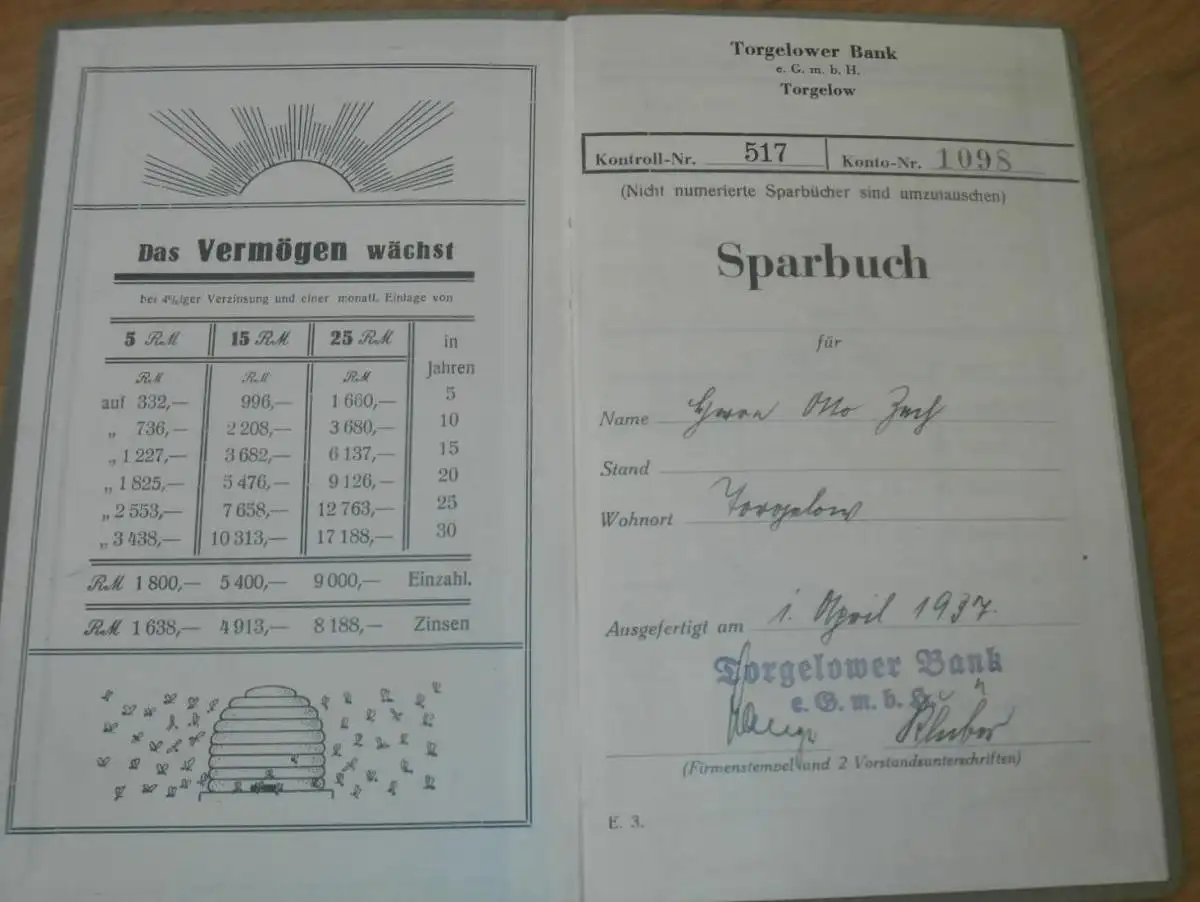 Das Vermögen wächst
bei 4%iger Verzinsung und einer monatl. Einlage von
5 RM 15 RM 25 RM in Jahren
RM RM RM
auf 332,— 996,— 1 660,— 5
„ 736,— 2 208,— 3 680,— 10
„ 1 227,— 3 682,— 6 137,— 15
„ 1 825,— 5 476,— 9 126,— 20
„ 2 553,— 7 658,— 12 763,— 25
„ 3 438,— 10 313,— 17 188,— 30
RM 1 800,— 5 400,— 9 000,— Einzahl.
RM 1 638,— 4 913,— 8 188,— Zinsen
Torgelower Bank
e. G. m. b. H.
Torgelow
Kontroll-Nr. 517 Konto-Nr. 1098
(Nicht numerierte Sparbücher sind umzutauschen)
Sparbuch
für
Name Herrn Otto
Stand
Wohnort Torgelow
Ausgefertigt am 1. April 1937.
Torgelower Bank
e. G. m. b. H.
(Firmenstempel und 2 Vorstandsunterschriften)
E. 3.